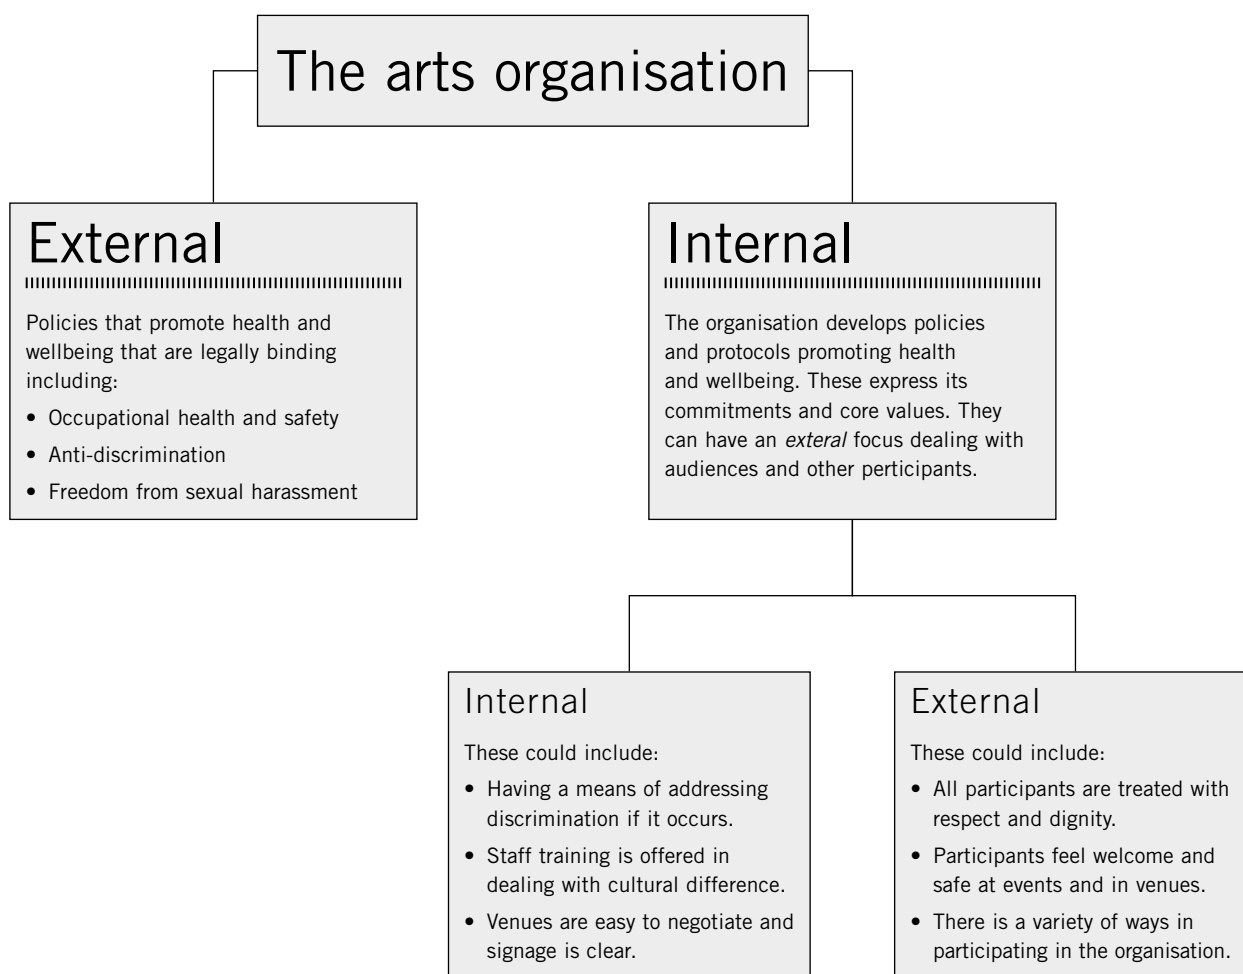 The arts organisation
External
Policies that promote health and
wellbeing that are legally binding
including:
• Occupational health and safety
• Anti-discrimination
• Freedom from sexual harassment
Internal
The organisation develops policies
and protocols promoting health
and wellbeing. These express its
commitments and core values. They
can have an exteral focus dealing with
audiences and other perticipants.
Internal
These could include:
• Having a means of addressing
discrimination if it occurs.
• Staff training is offered in
dealing with cultural difference.
• Venues are easy to negotiate and
signage is clear.
External
These could include:
• All participants are treated with
respect and dignity.
• Participants feel welcome and
safe at events and in venues.
• There is a variety of ways in
participating in the organisation.